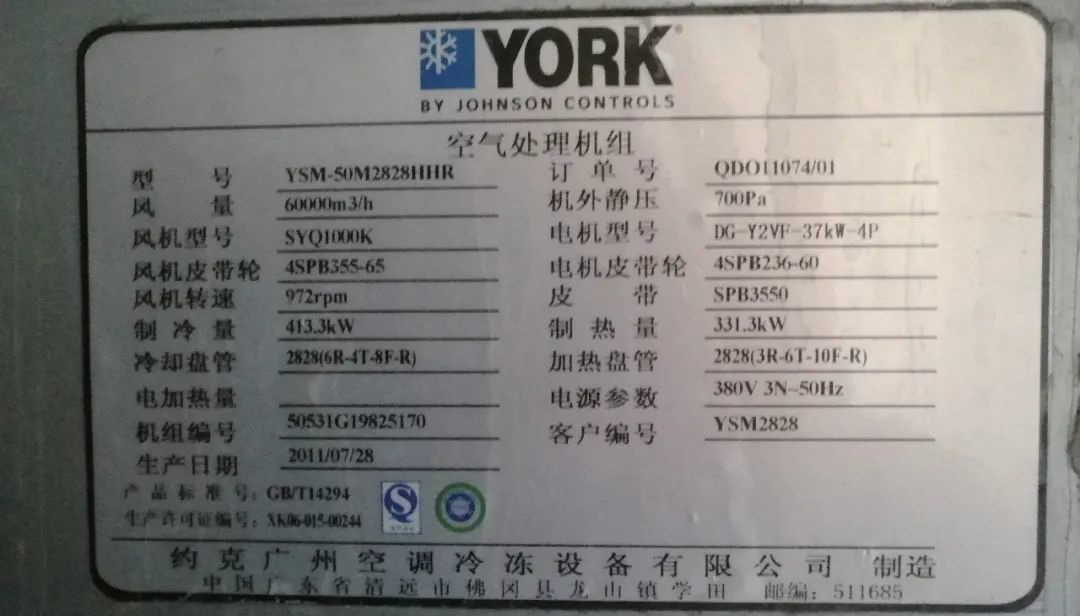 YORK
BY JOHNSON CONTROLS
空气处理机组
型 号 YSM-50M2828HHR 订 单 号 QDO11074/01
风 量 60000m3/h 机外静压 700Pa
风机型号 SYQ1000K 电机型号 DG-Y2VF-37kW-4P
风机皮带轮 4SPB355-65 电机皮带轮 4SPB236-60
风机转速 972rpm 皮 带 SPB3550
制 冷 量 413.3kW 制 热 量 331.3kW
冷却盘管 2828(6R-4T-8F-R) 加热盘管 2828(3R-6T-10F-R)
电加热量 电源参数 380V 3N~50Hz
机组编号 50531G19825170 客户编号 YSM2828
生产日期 2011/07/28
产品标准号: GB/T14294
生产许可证编号: XK06-015-00244
约克广州空调冷冻设备有限公司 制造
中国广东省清远市佛冈县龙山镇学田 邮编: 511685